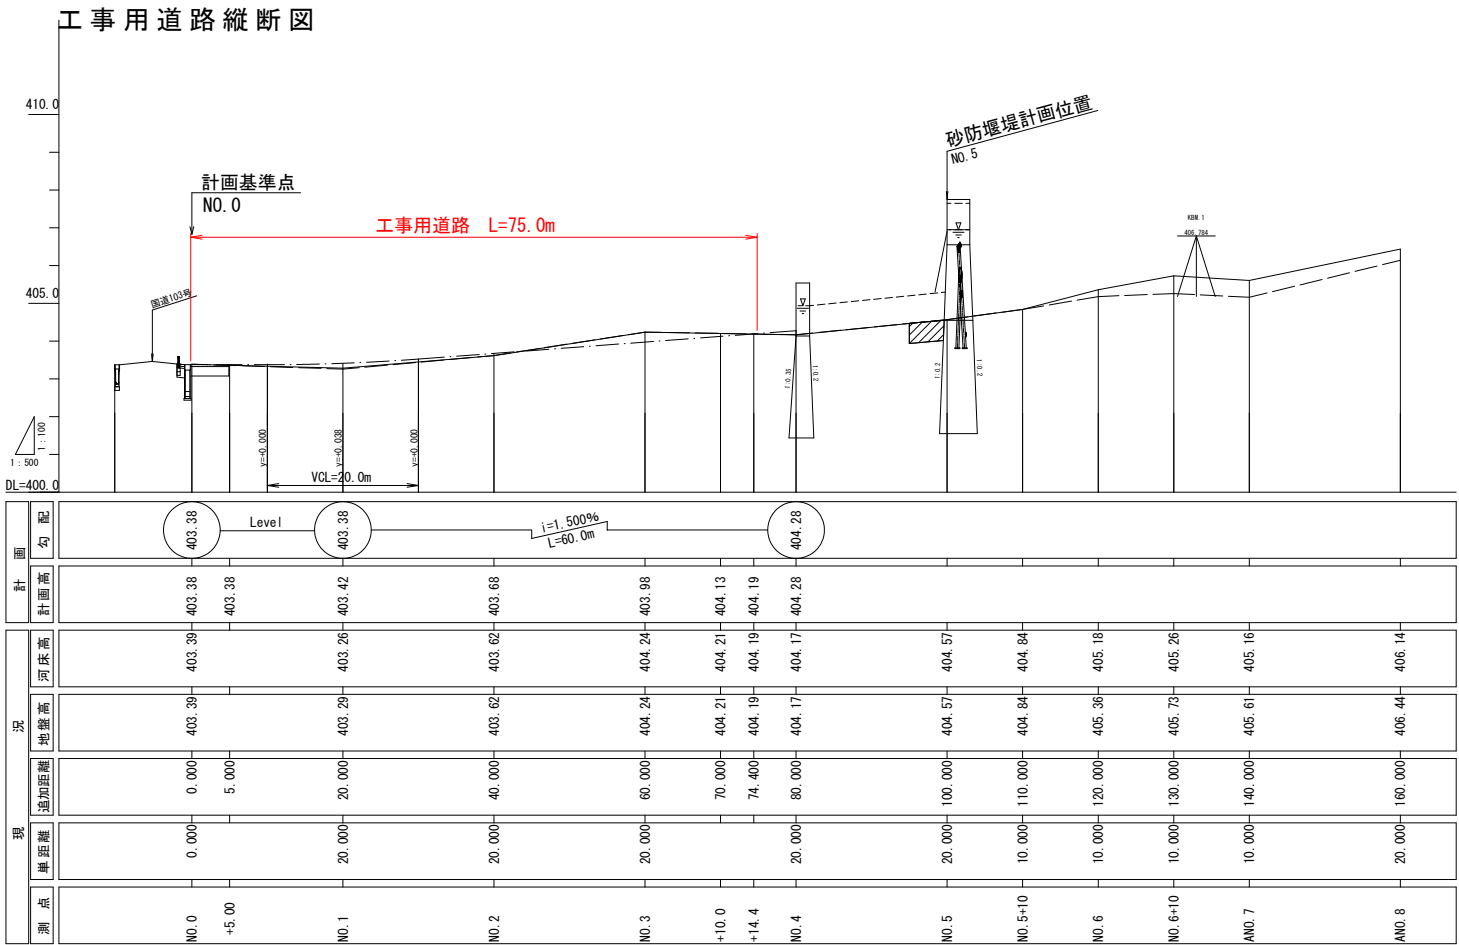 工事用道路縦断図
410.0
405.0
DL=400.0
1:100
1:500
計画基準点
NO.0
工事用道路 L=75.0m
国道103号
砂防堰堤計画位置
NO.5
KBM.1
406.784
1:0.35
1:0.2
1:0.2
1:0.2
y=+0.000
y=+0.038
y=+0.000
VCL=20.0m
計画
勾配
403.38
Level
403.38
i=1.500%
L=60.0m
404.28
計画高
403.38 403.38 403.42 403.68 403.98 404.13 404.19 404.28
現況
河床高
403.39 403.26 403.62 404.24 404.21 404.19 404.17 404.57 404.84 405.18 405.26 405.16 406.14
地盤高
403.39 403.29 403.62 404.24 404.21 404.19 404.17 404.57 404.84 405.36 405.73 405.61 406.44
追加距離
0.000 5.000 20.000 40.000 60.000 70.000 74.400 80.000 100.000 110.000 120.000 130.000 140.000 160.000
単距離
0.000 20.000 20.000 20.000 20.000 20.000 10.000 10.000 10.000 10.000 20.000
測点
NO.0 +5.00 NO.1 NO.2 NO.3 +10.0 +14.4 NO.4 NO.5 NO.5+10 NO.6 NO.6+10 ANO.7 ANO.8